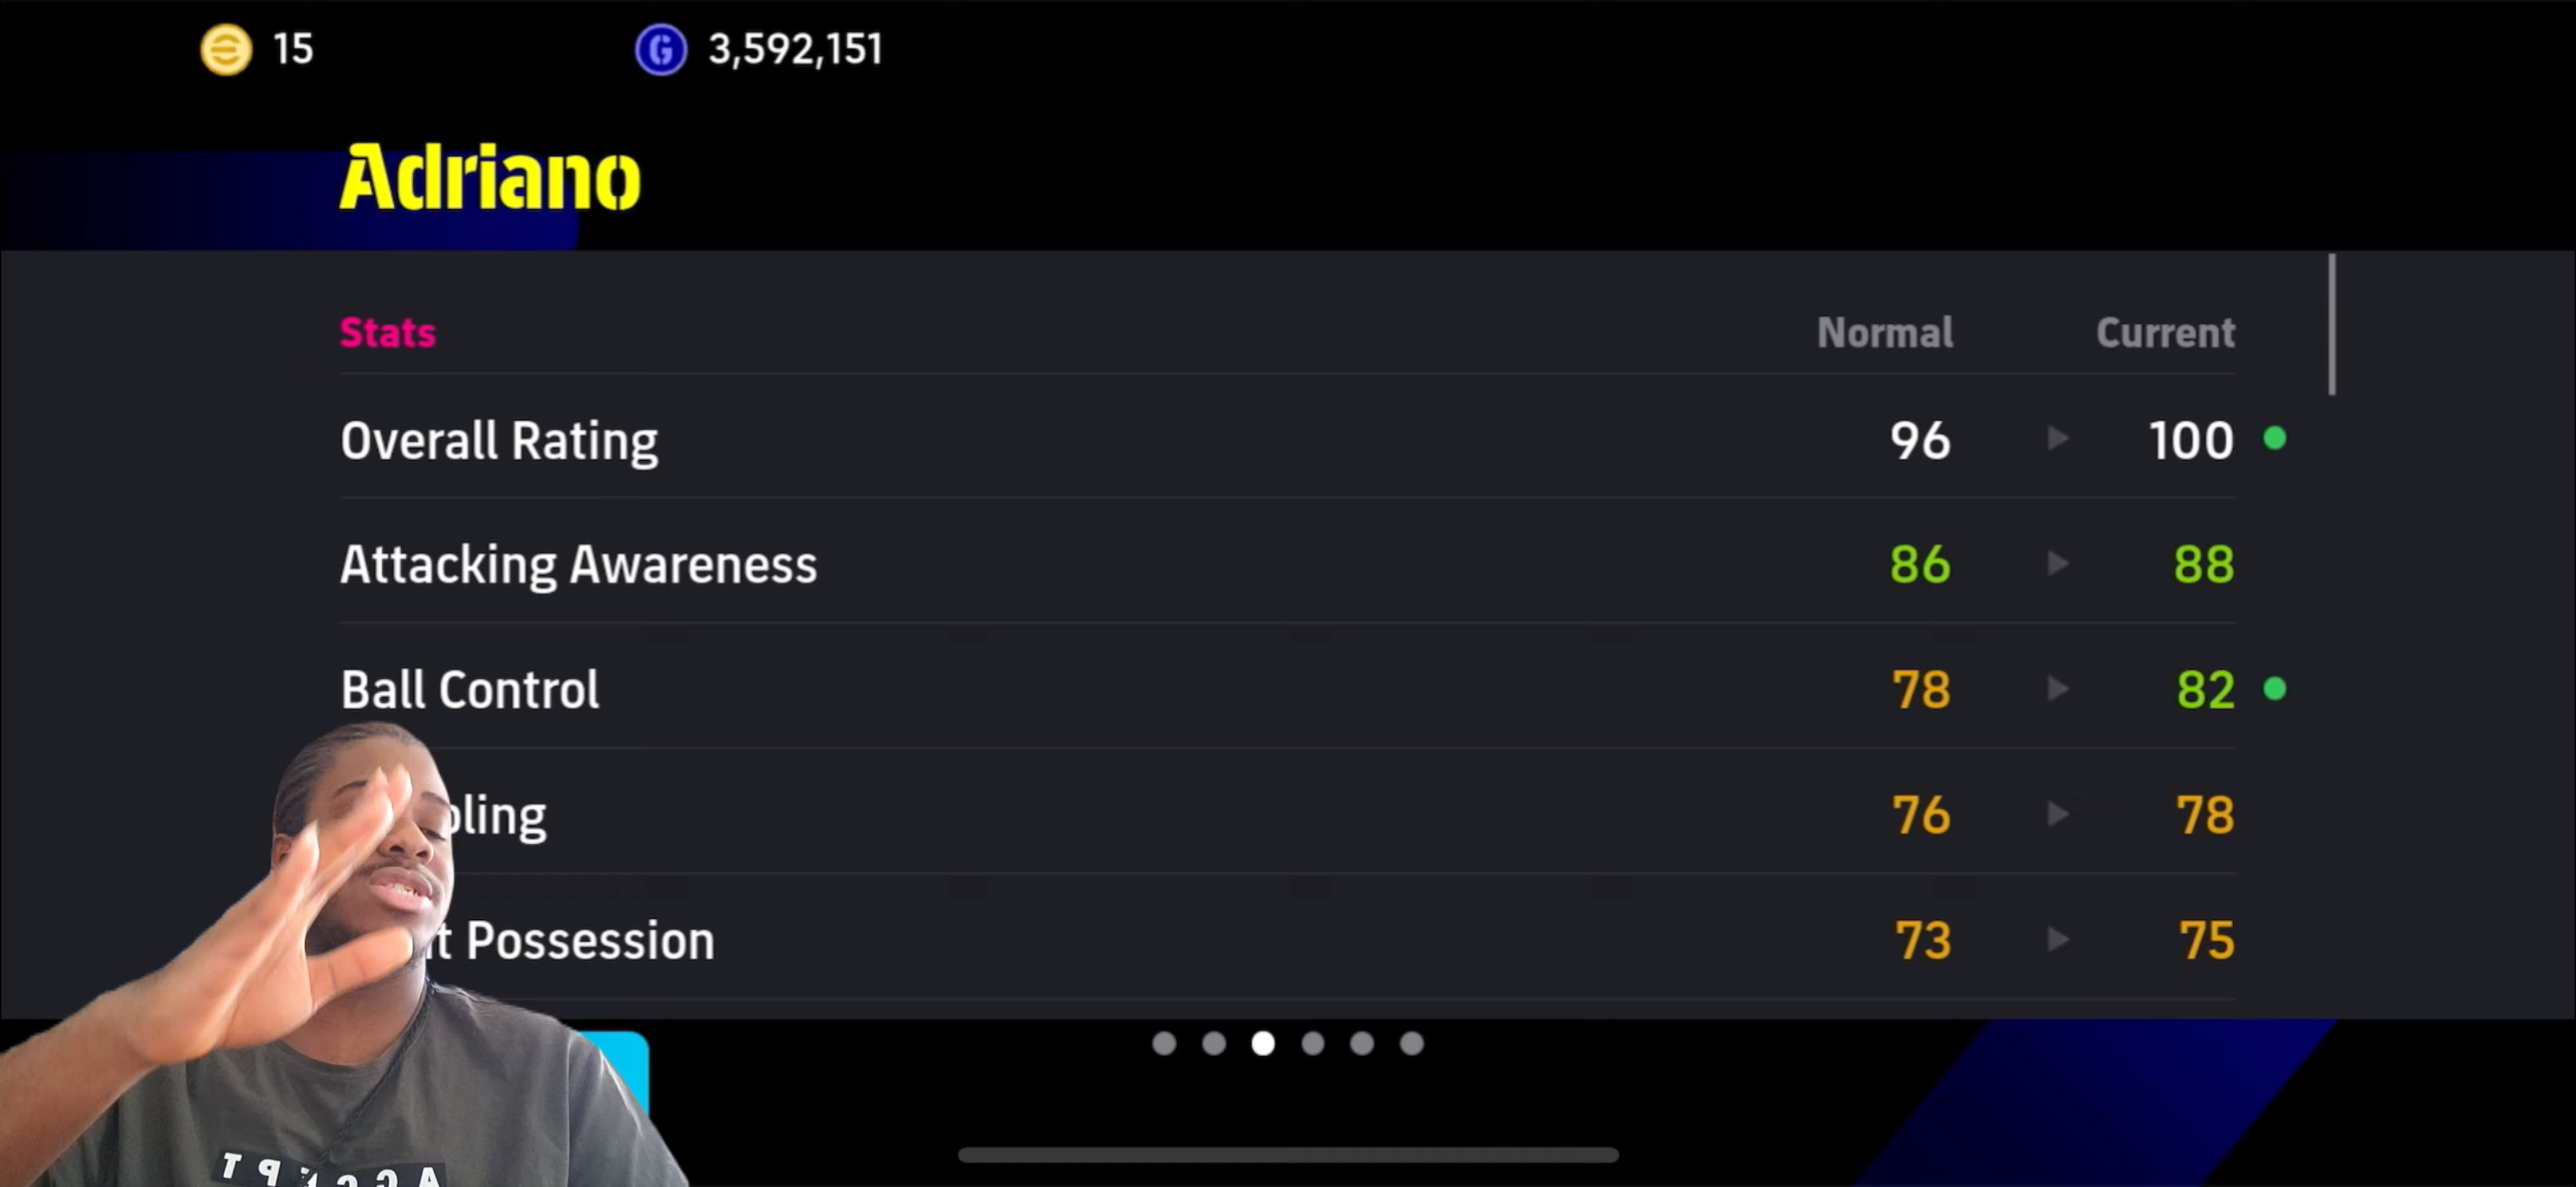 15
3,592,151
Adriano
Stats Normal Current
Overall Rating 96 100
Attacking Awareness 86 88
Ball Control 78 82
bling 76 78
t Possession 73 75